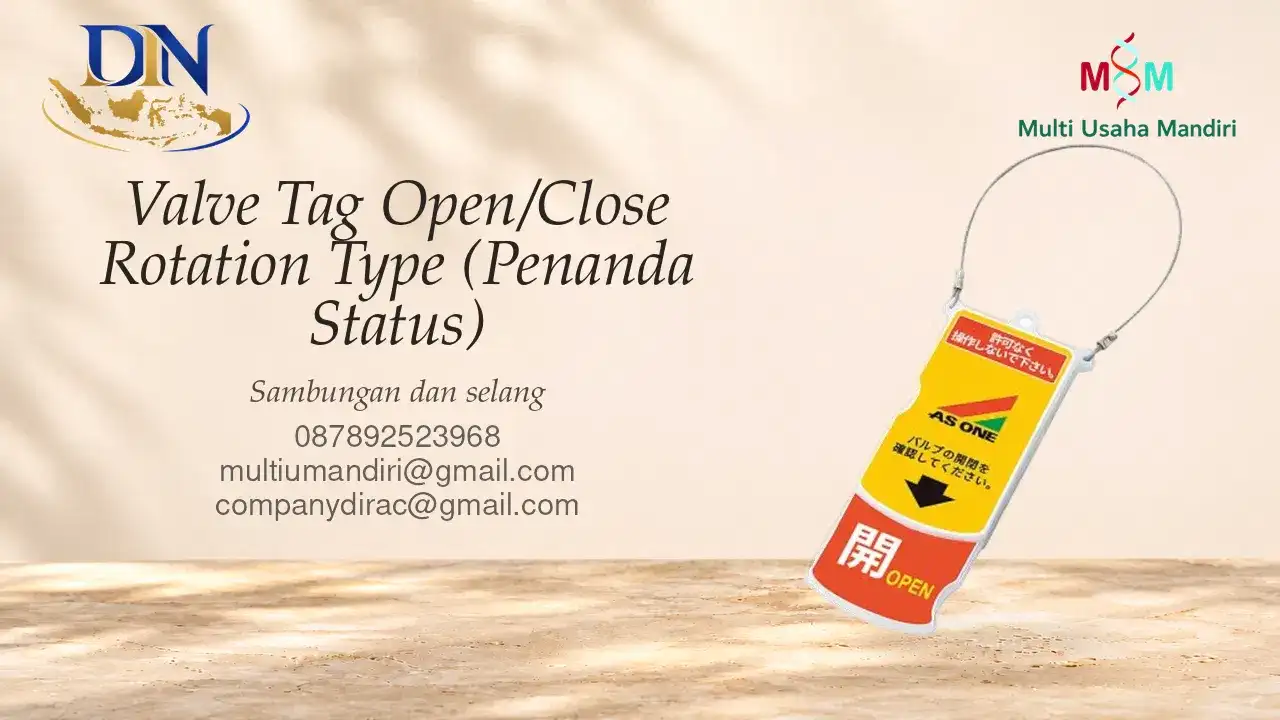 DIN
MSM
Multi Usaha Mandiri
Valve Tag Open/Close
Rotation Type (Penanda
Status)
Sambungan dan selang
087892523968
multiumandiri@gmail.com
companydirac@gmail.com
許可なく
操作しないで下さい。
AS ONE
バルブの開閉を
確認してください。
開 OPEN